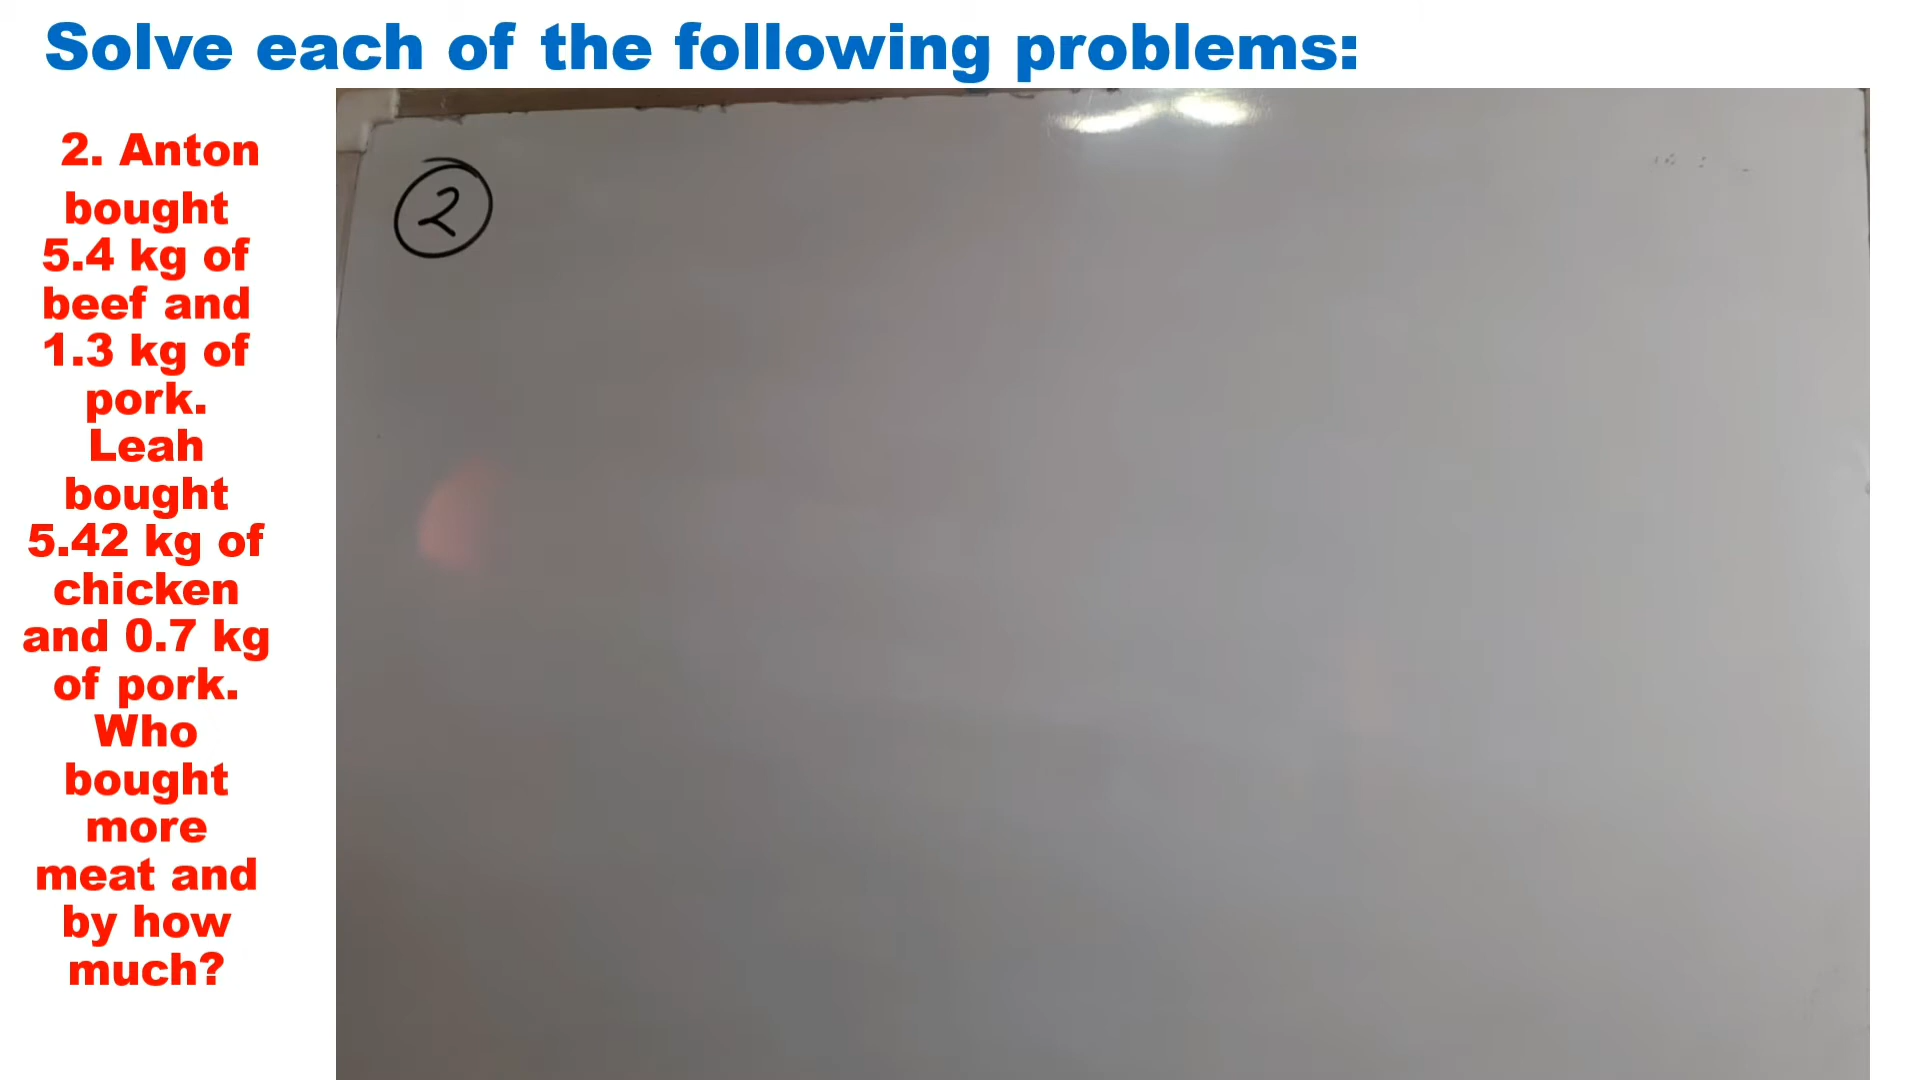 Solve each of the following problems:
2. Anton
bought
5.4 kg of
beef and
1.3 kg of
pork.
Leah
bought
5.42 kg of
chicken
and 0.7 kg
of pork.
Who
bought
more
meat and
by how
much?
2